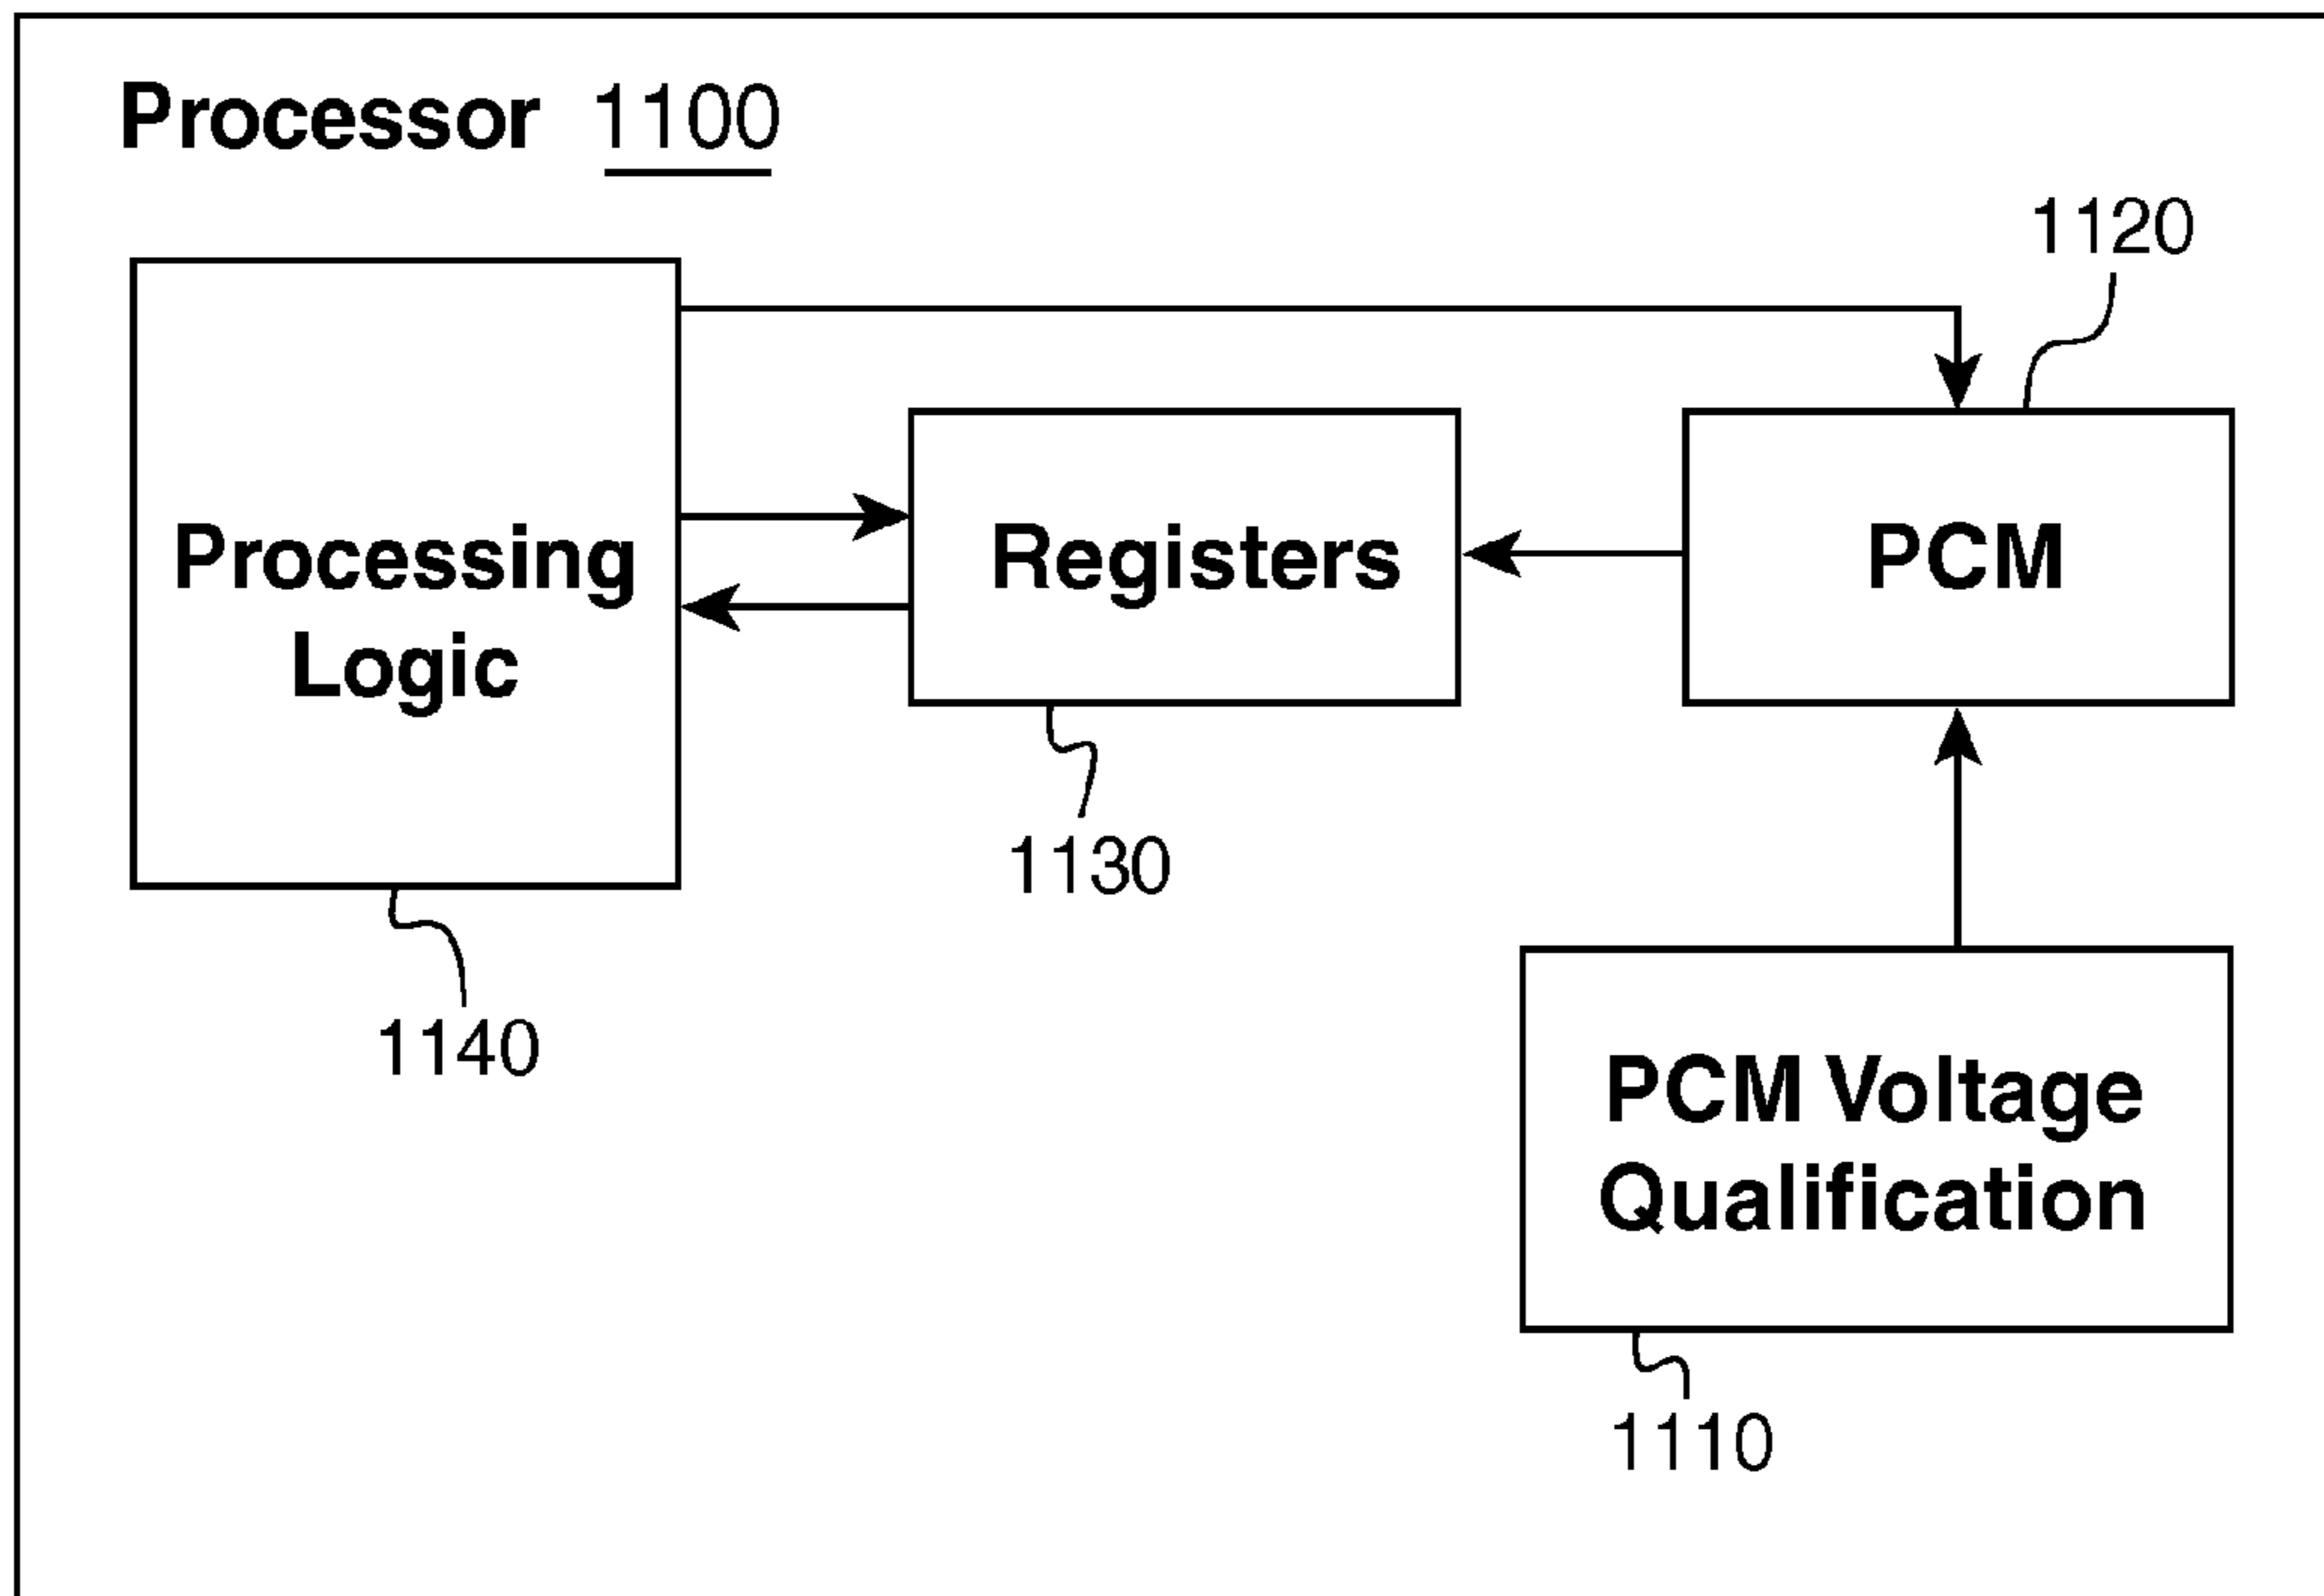 Processor 1100
1120
Processing
Logic
Registers
PCM
1130
1140
PCM Voltage
Qualification
1110